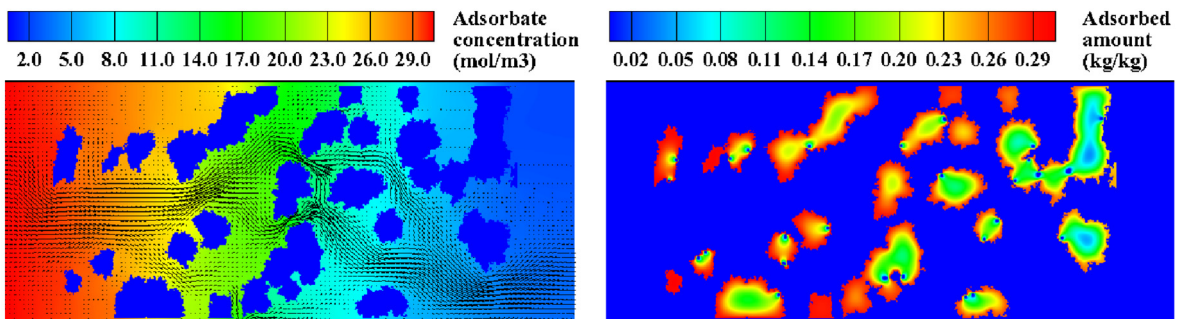 Adsorbate
concentration
(mol/m3)
2.0 5.0 8.0 11.0 14.0 17.0 20.0 23.0 26.0 29.0
Adsorbed
amount
(kg/kg)
0.02 0.05 0.08 0.11 0.14 0.17 0.20 0.23 0.26 0.29